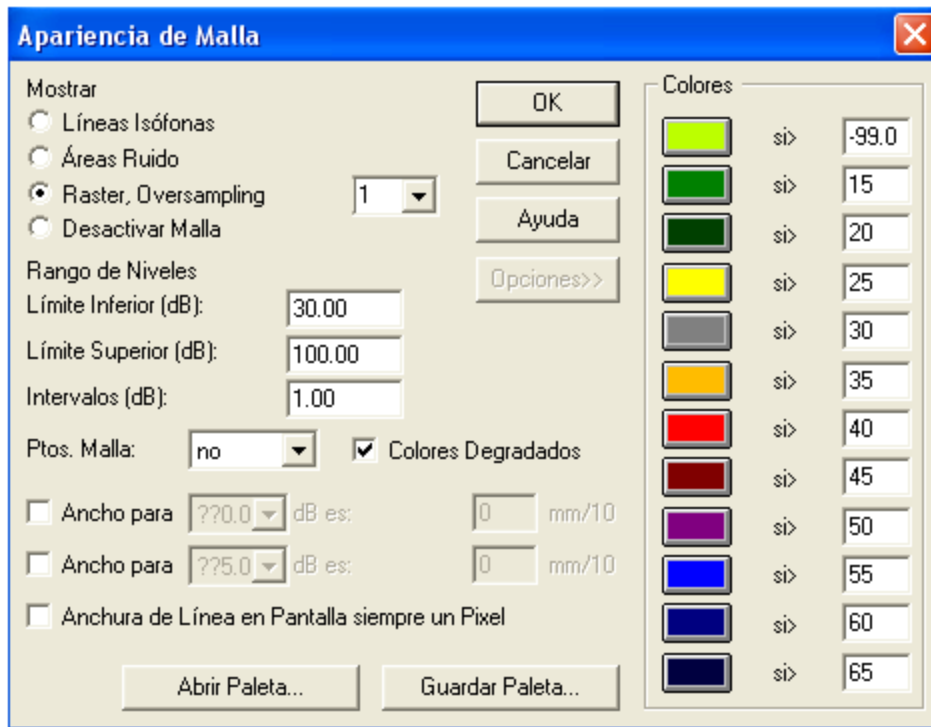 Apariencia de Malla
Mostrar
Líneas Isófonas
Áreas Ruido
Raster, Oversampling 1
Desactivar Malla
Rango de Niveles
Límite Inferior (dB): 30.00
Límite Superior (dB): 100.00
Intervalos (dB): 1.00
Ptos. Malla: no Colores Degradados
Ancho para ??0.0 dB es: 0 mm/10
Ancho para ??5.0 dB es: 0 mm/10
Anchura de Línea en Pantalla siempre un Pixel
Abrir Paleta... Guardar Paleta...
OK
Cancelar
Ayuda
Opciones>>
Colores
si> -99.0
si> 15
si> 20
si> 25
si> 30
si> 35
si> 40
si> 45
si> 50
si> 55
si> 60
si> 65